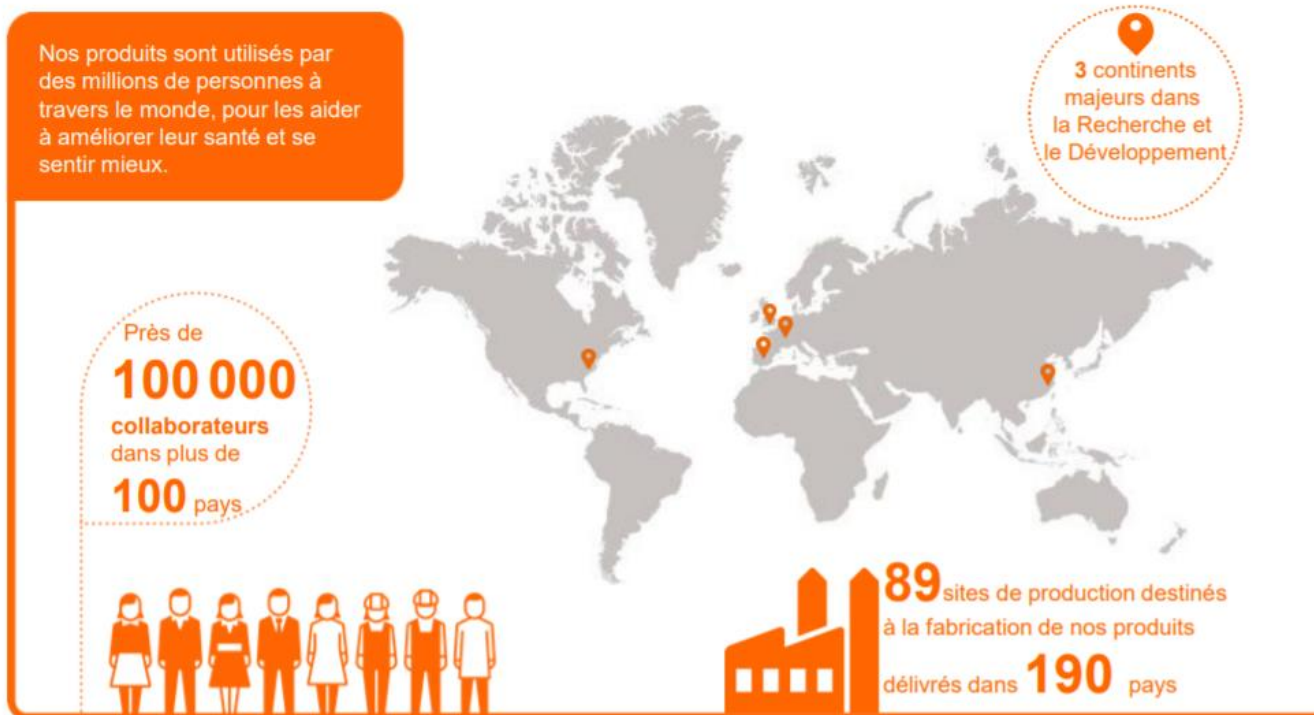 Nos produits sont utilisés par
des millions de personnes à
travers le monde, pour les aider
à améliorer leur santé et se
sentir mieux.
3 continents
majeurs dans
la Recherche et
le Développement
Près de
100 000
collaborateurs
dans plus de
100 pays
89 sites de production destinés
à la fabrication de nos produits
délivrés dans 190 pays